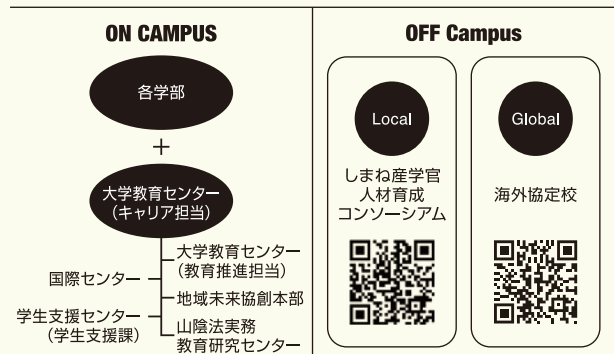 ON CAMPUS
各学部
+
大学教育センター
(キャリア担当)
大学教育センター
(教育推進担当)
国際センター
地域未来協創本部
学生支援センター
(学生支援課)
山陰法実務
教育研究センター
OFF Campus
Local
しまね産学官
人材育成
コンソーシアム
Global
海外協定校